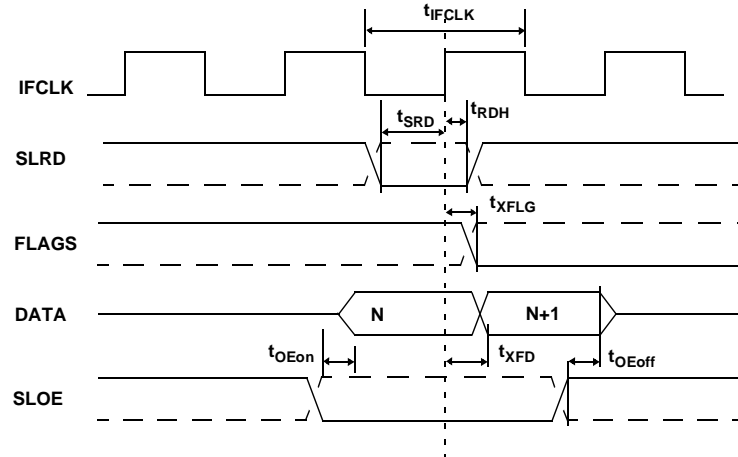 tIFCLK
IFCLK
tSRD
tRDH
SLRD
tXFLG
FLAGS
DATA
N
N+1
tOEon
tXFD
tOEoff
SLOE